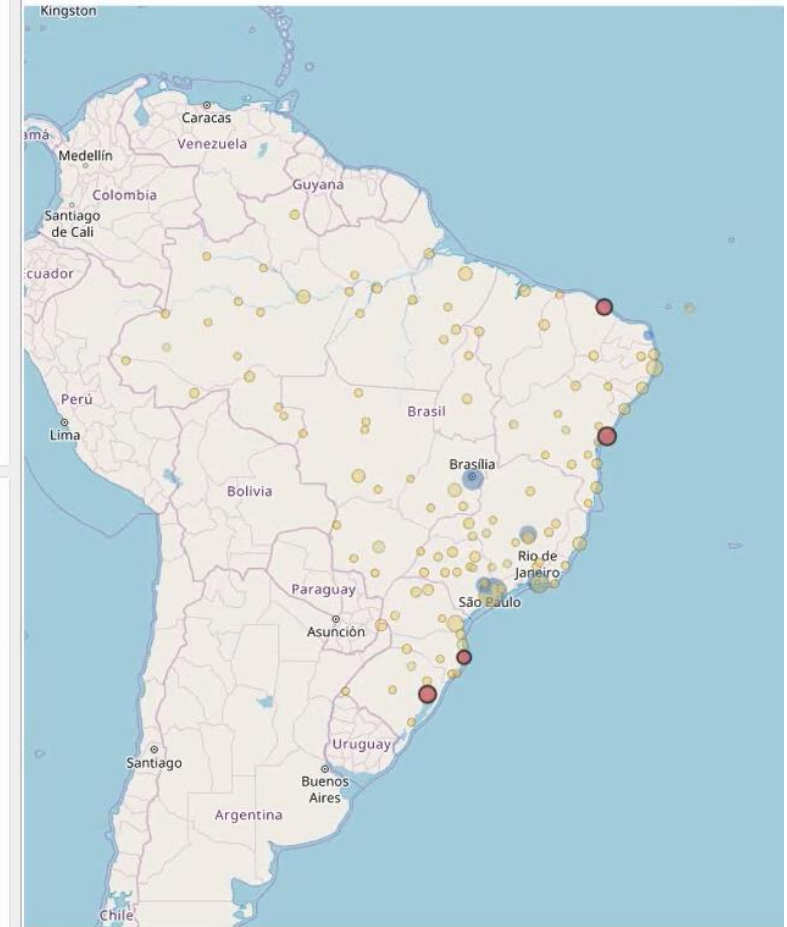 Kingston
Caracas
amá
Venezuela
Medellín
Guyana
Colombia
Santiago
de Cali
cuador
Perú
Brasil
Lima
Brasília
Bolivia
Rio de
Janeiro
Paraguay
São Paulo
Asunción
Uruguay
Santiago
Buenos
Aires
Argentina
Chile